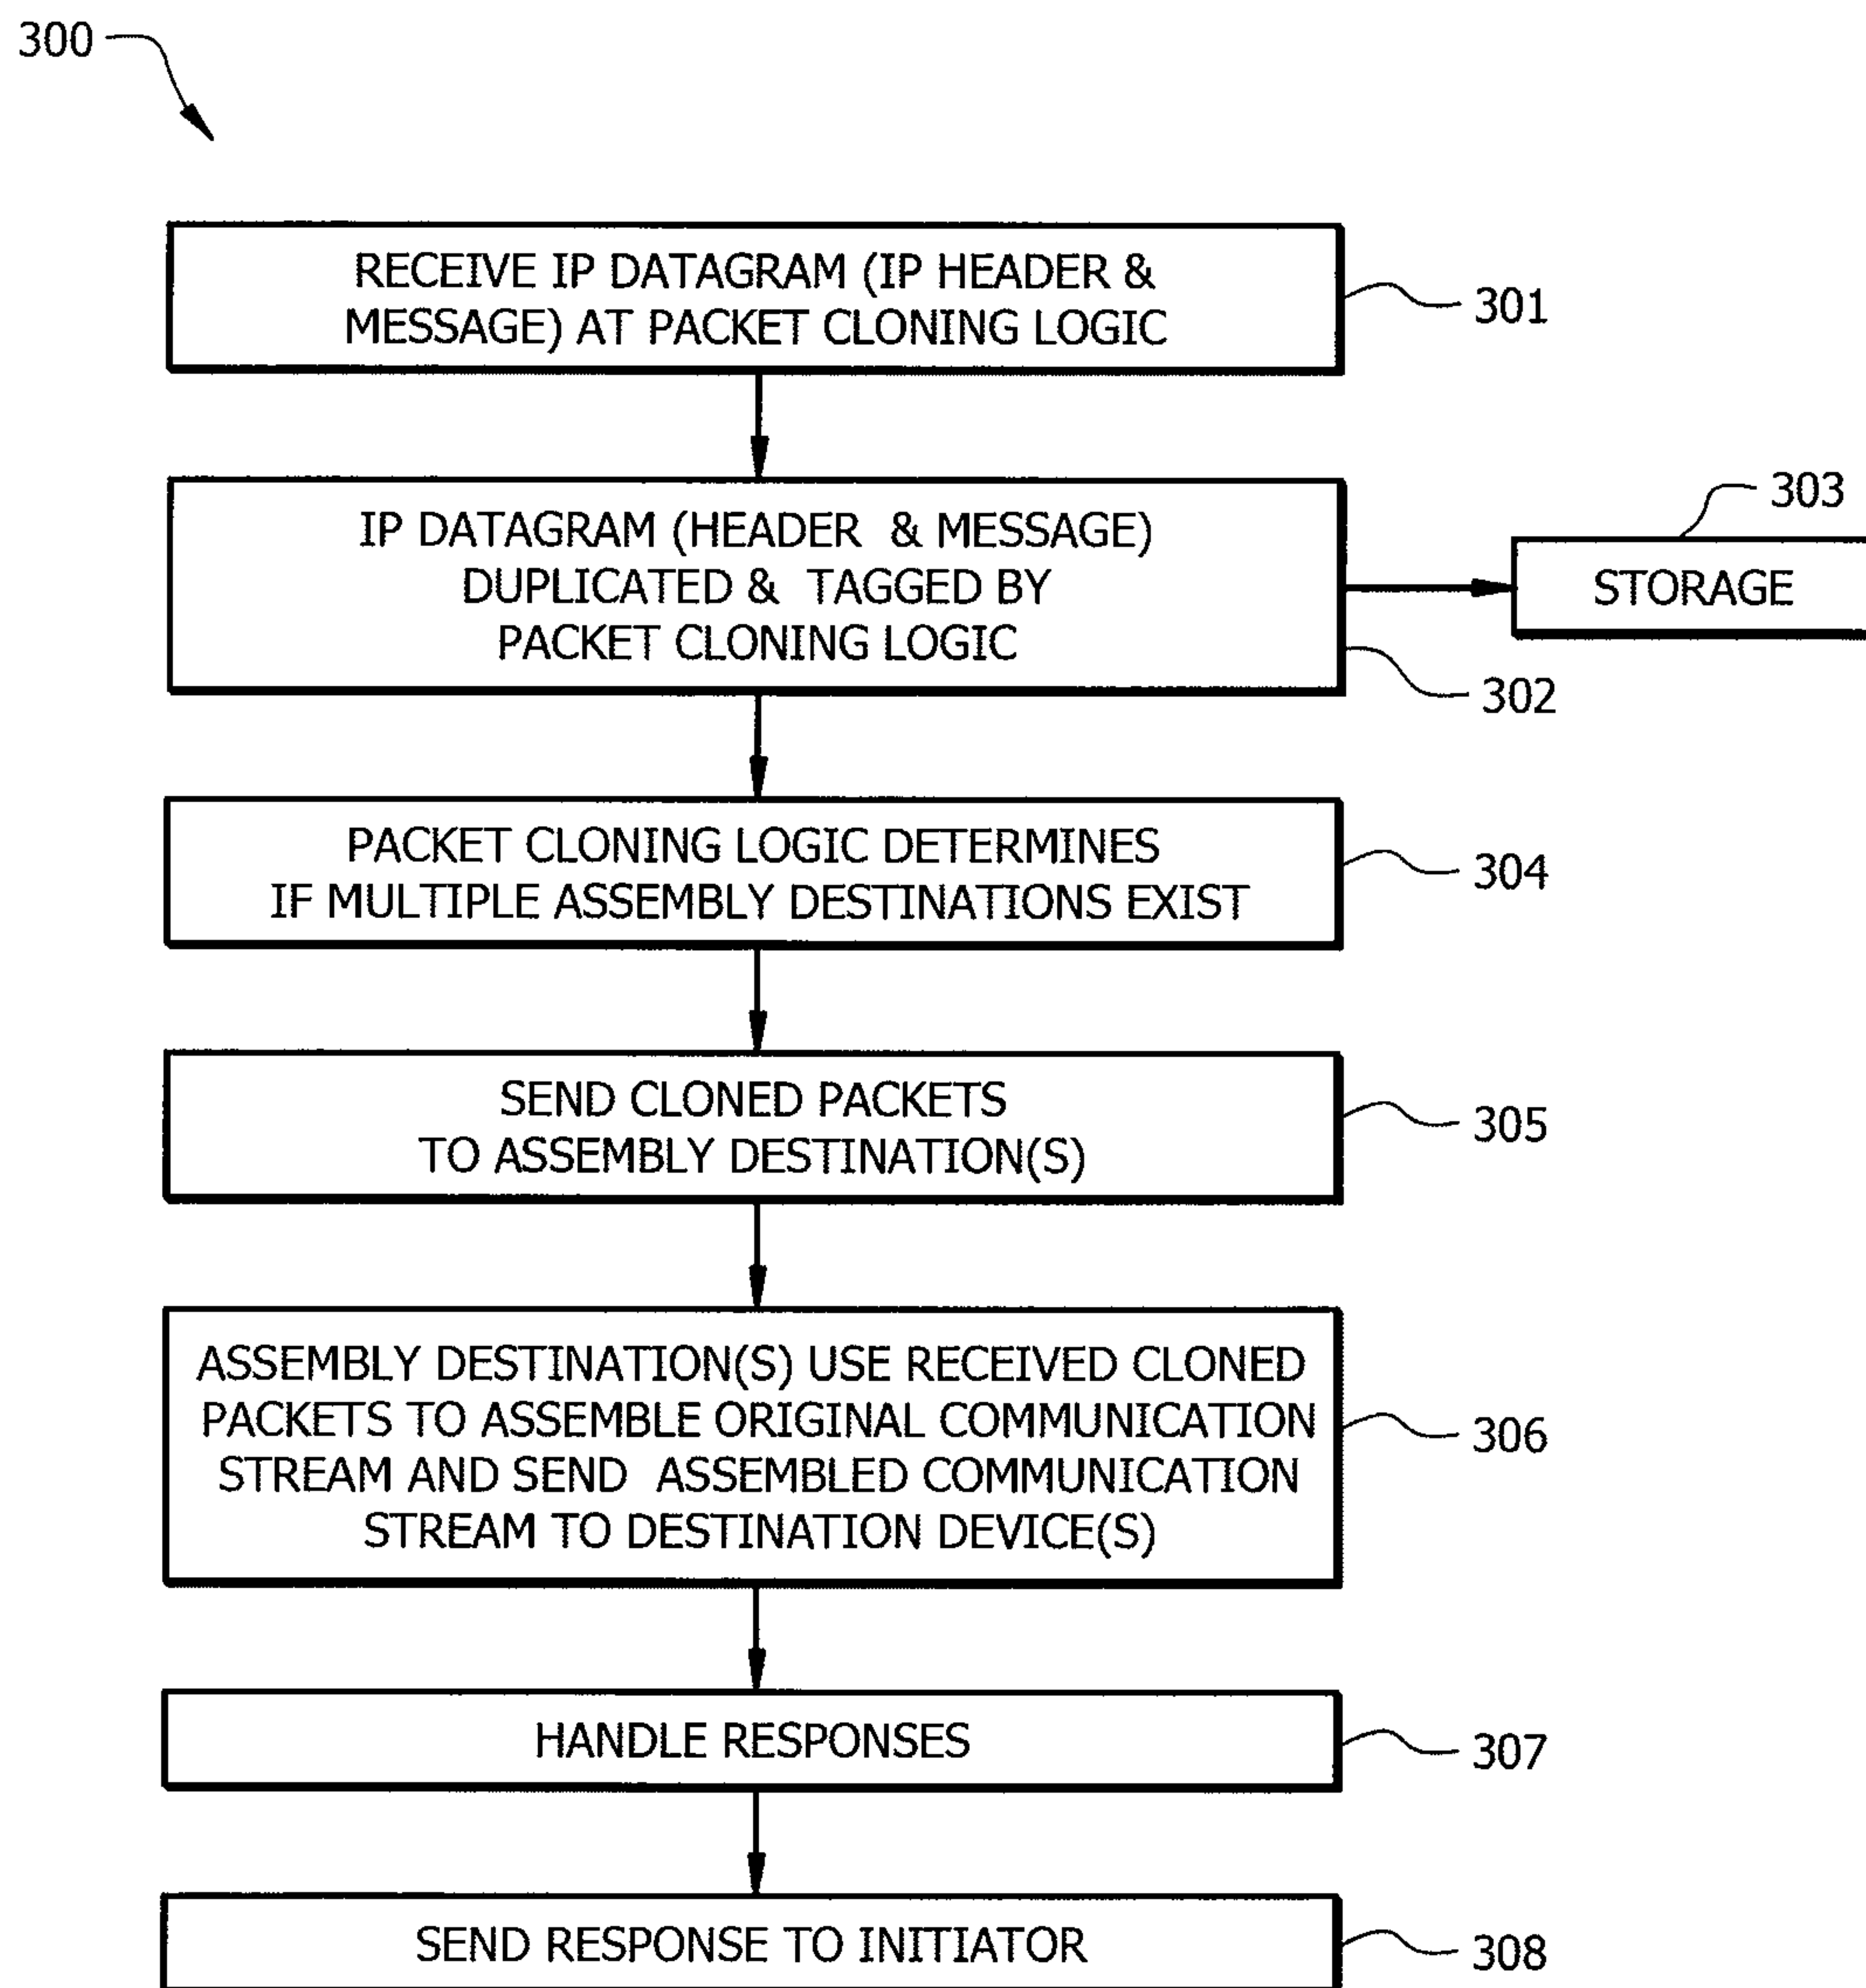 300
RECEIVE IP DATAGRAM (IP HEADER &
MESSAGE) AT PACKET CLONING LOGIC
301
IP DATAGRAM (HEADER & MESSAGE)
DUPLICATED & TAGGED BY
PACKET CLONING LOGIC
302
STORAGE
303
PACKET CLONING LOGIC DETERMINES
IF MULTIPLE ASSEMBLY DESTINATIONS EXIST
304
SEND CLONED PACKETS
TO ASSEMBLY DESTINATION(S)
305
ASSEMBLY DESTINATION(S) USE RECEIVED CLONED
PACKETS TO ASSEMBLE ORIGINAL COMMUNICATION
STREAM AND SEND ASSEMBLED COMMUNICATION
STREAM TO DESTINATION DEVICE(S)
306
HANDLE RESPONSES
307
SEND RESPONSE TO INITIATOR
308